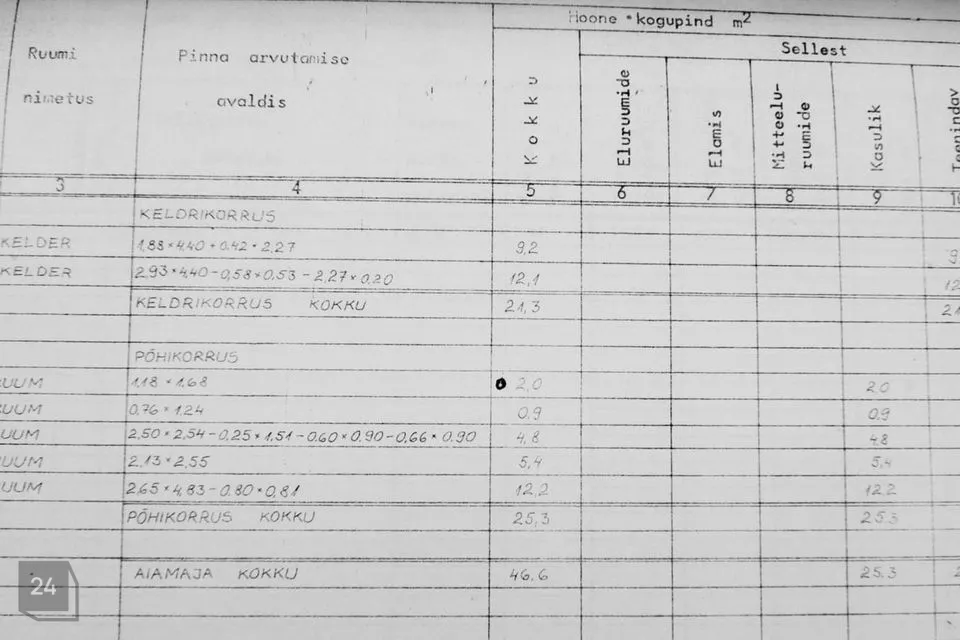 Hoone kogupind m²
Sellest
Ruumi nimetus
Pinna arvutamise avaldis
Kokku
Eluruumide
Elamis
Mitteelu-ruumide
Kasulik
3 4 5 6 7 8 9
KELDRIKORRUS
KELDER 1,88 × 4,40 + 0.42 × 2,27 9,2
KELDER 2,93 × 4,40 - 0,58 × 0,53 - 2,27 × 0,20 12,1
KELDRIKORRUS KOKKU 21,3
PÕHIKORRUS
1,18 × 1,68 2,0 2,0
0,76 × 1,24 0,9 0,9
2,50 × 2,54 - 0,25 × 1,51 - 0,60 × 0,90 - 0,66 × 0,90 4,8 4,8
2,13 × 2,55 5,4 5,4
2,65 × 4,83 - 0,80 × 0,81 12,2 12,2
PÕHIKORRUS KOKKU 25,3 25,3
AIAMAJA KOKKU 46,6 25,3
24